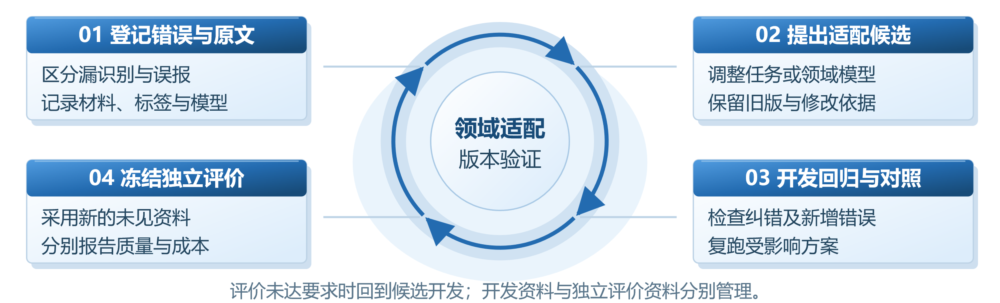 01 登记错误与原文
区分漏识别与误报
记录材料、标签与模型
02 提出适配候选
调整任务或领域模型
保留旧版与修改依据
领域适配
版本验证
03 开发回归与对照
检查纠错及新增错误
复跑受影响方案
04 冻结独立评价
采用新的未见资料
分别报告质量与成本
评价未达要求时回到候选开发；开发资料与独立评价资料分别管理。